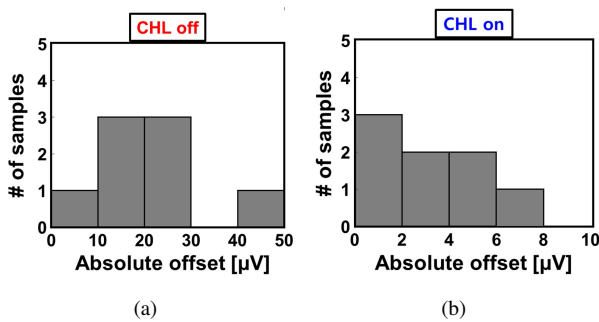 CHL off
5
4
3
2
1
0
# of samples
0 10 20 30 40 50
Absolute offset [µV]
(a)
CHL on
5
4
3
2
1
0
# of samples
0 2 4 6 8 10
Absolute offset [µV]
(b)